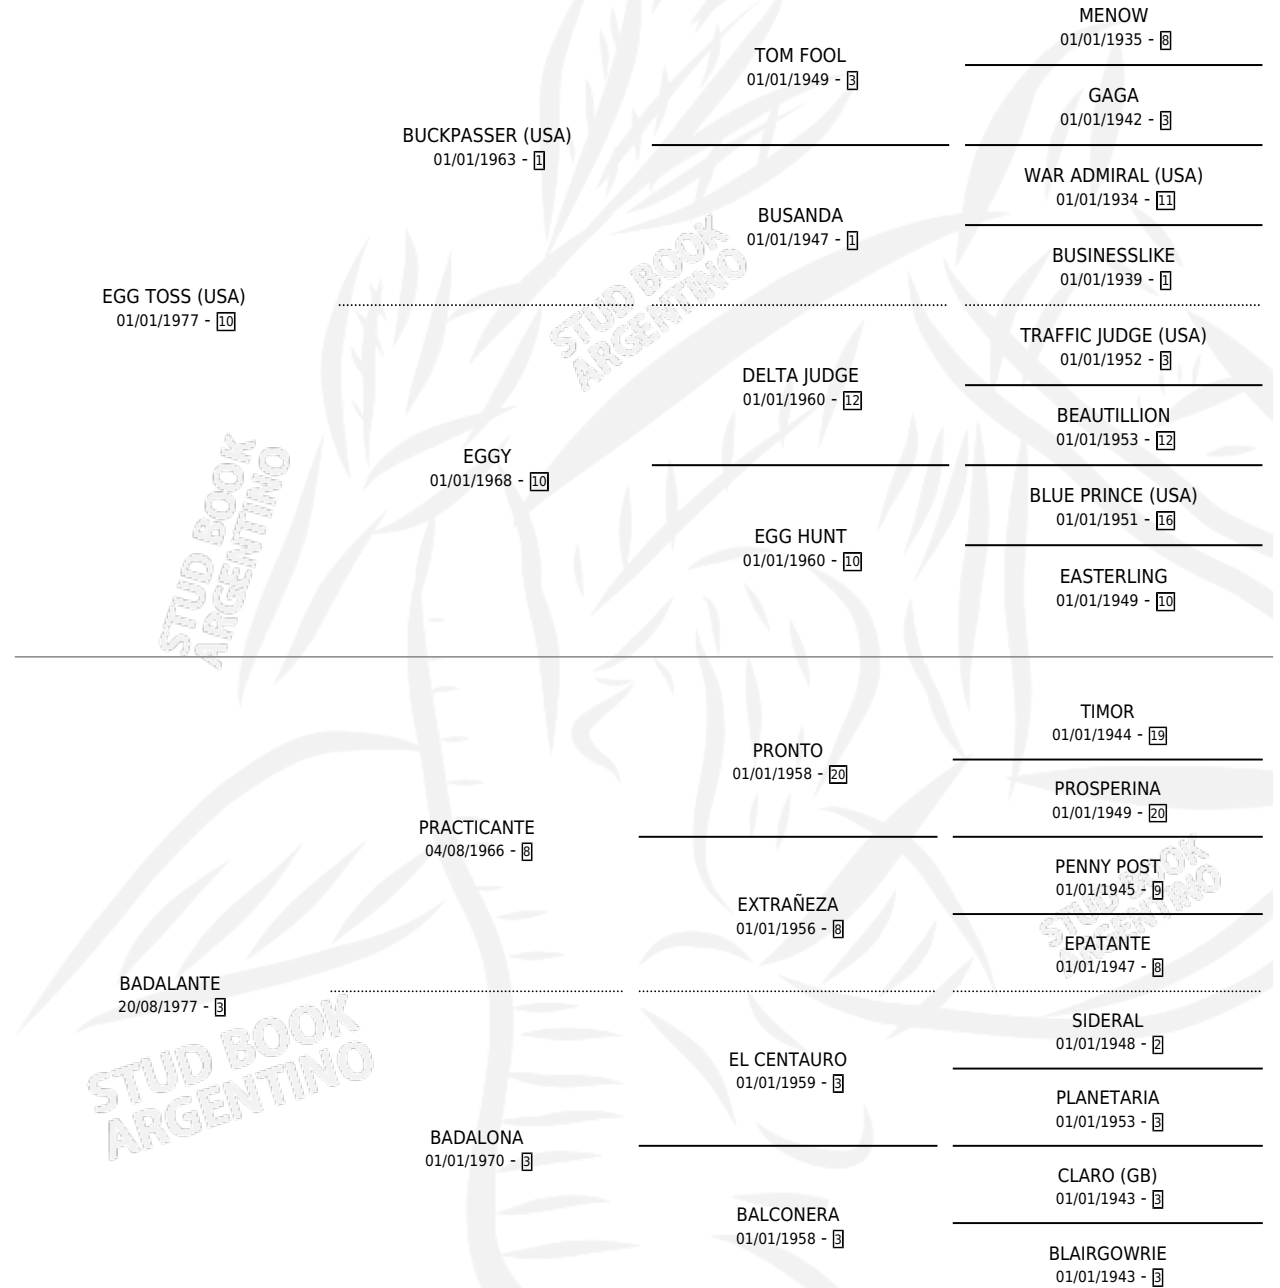 MENOW
01/01/1935 - 8
TOM FOOL
01/01/1949 - 3
GAGA
01/01/1942 - 3
BUCKPASSER (USA)
01/01/1963 - 1
WAR ADMIRAL (USA)
01/01/1934 - 11
BUSANDA
01/01/1947 - 1
BUSINESSLIKE
01/01/1939 - 1
EGG TOSS (USA)
01/01/1977 - 10
TRAFFIC JUDGE (USA)
01/01/1952 - 3
DELTA JUDGE
01/01/1960 - 12
BEAUTILLION
01/01/1953 - 12
EGGY
01/01/1968 - 10
BLUE PRINCE (USA)
01/01/1951 - 16
EGG HUNT
01/01/1960 - 10
EASTERLING
01/01/1949 - 10
STUD BOOK
ARGENTINO
STUD BOOK
ARGENTINO
TIMOR
01/01/1944 - 19
PRONTO
01/01/1958 - 20
PROSPERINA
01/01/1949 - 20
PRACTICANTE
04/08/1966 - 8
PENNY POST
01/01/1945 - 9
EXTRAÑEZA
01/01/1956 - 8
EPATANTE
01/01/1947 - 8
BADALANTE
20/08/1977 - 3
SIDERAL
01/01/1948 - 2
EL CENTAURO
01/01/1959 - 3
PLANETARIA
01/01/1953 - 3
BADALONA
01/01/1970 - 3
CLARO (GB)
01/01/1943 - 3
BALCONERA
01/01/1958 - 3
BLAIRGOWRIE
01/01/1943 - 3
STUD BOOK
ARGENTINO
STUD BOOK
ARGENTINO